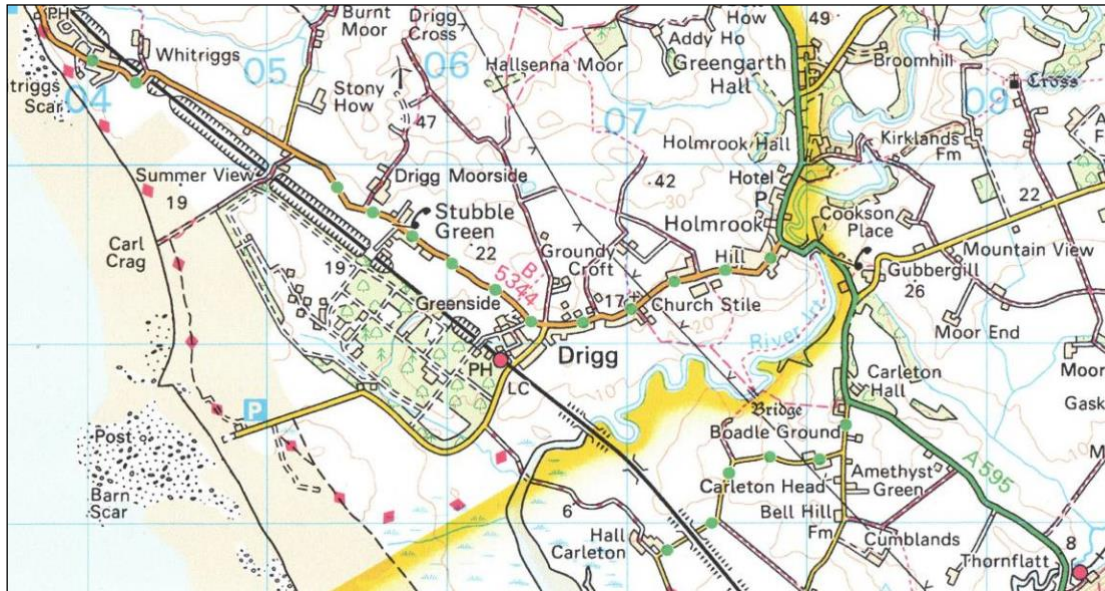 PH
Whitriggs
triggs
Scar
04
05
Burnt
Moor
Drigg
Cross
Stony
How
47
06
Hallsenna Moor
07
How
Addy Ho
Greengarth
Hall
49
Broomhill
Cross
09
Kirklands
Fm
Holmrook Hall
Hotel
P
Holmrook
Cookson
Place
22
Mountain View
Gubbergill
26
Moor End
Summer View
19
Carl
Crag
Drigg Moorside
Stubble
Green
22
19
Greenside
B
5344
42
30
Groundy
Croft
17
Hill
Church Stile
20
Drigg
10
PH
LC
River Irt
Carleton
Hall
Moor
Gask
P
Post
Barn
Scar
Bridge
Boadle Ground
Carleton Head
Amethyst
Green
A 595
Bell Hill
Fm
Cumblands
Thornflatt
8
6
Hall
Carleton
10
M
A
F